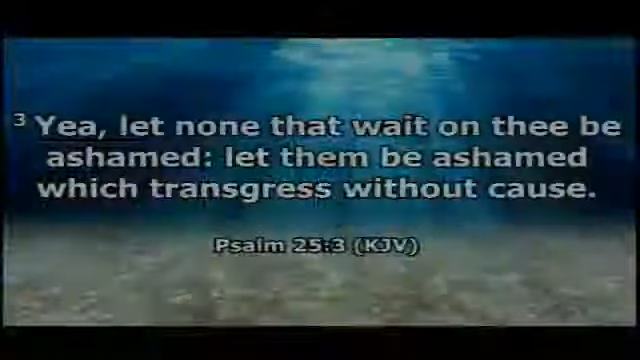 ³ Yea, let none that wait on thee be
ashamed: let them be ashamed
which transgress without cause.
Psalm 25:3 (KJV)